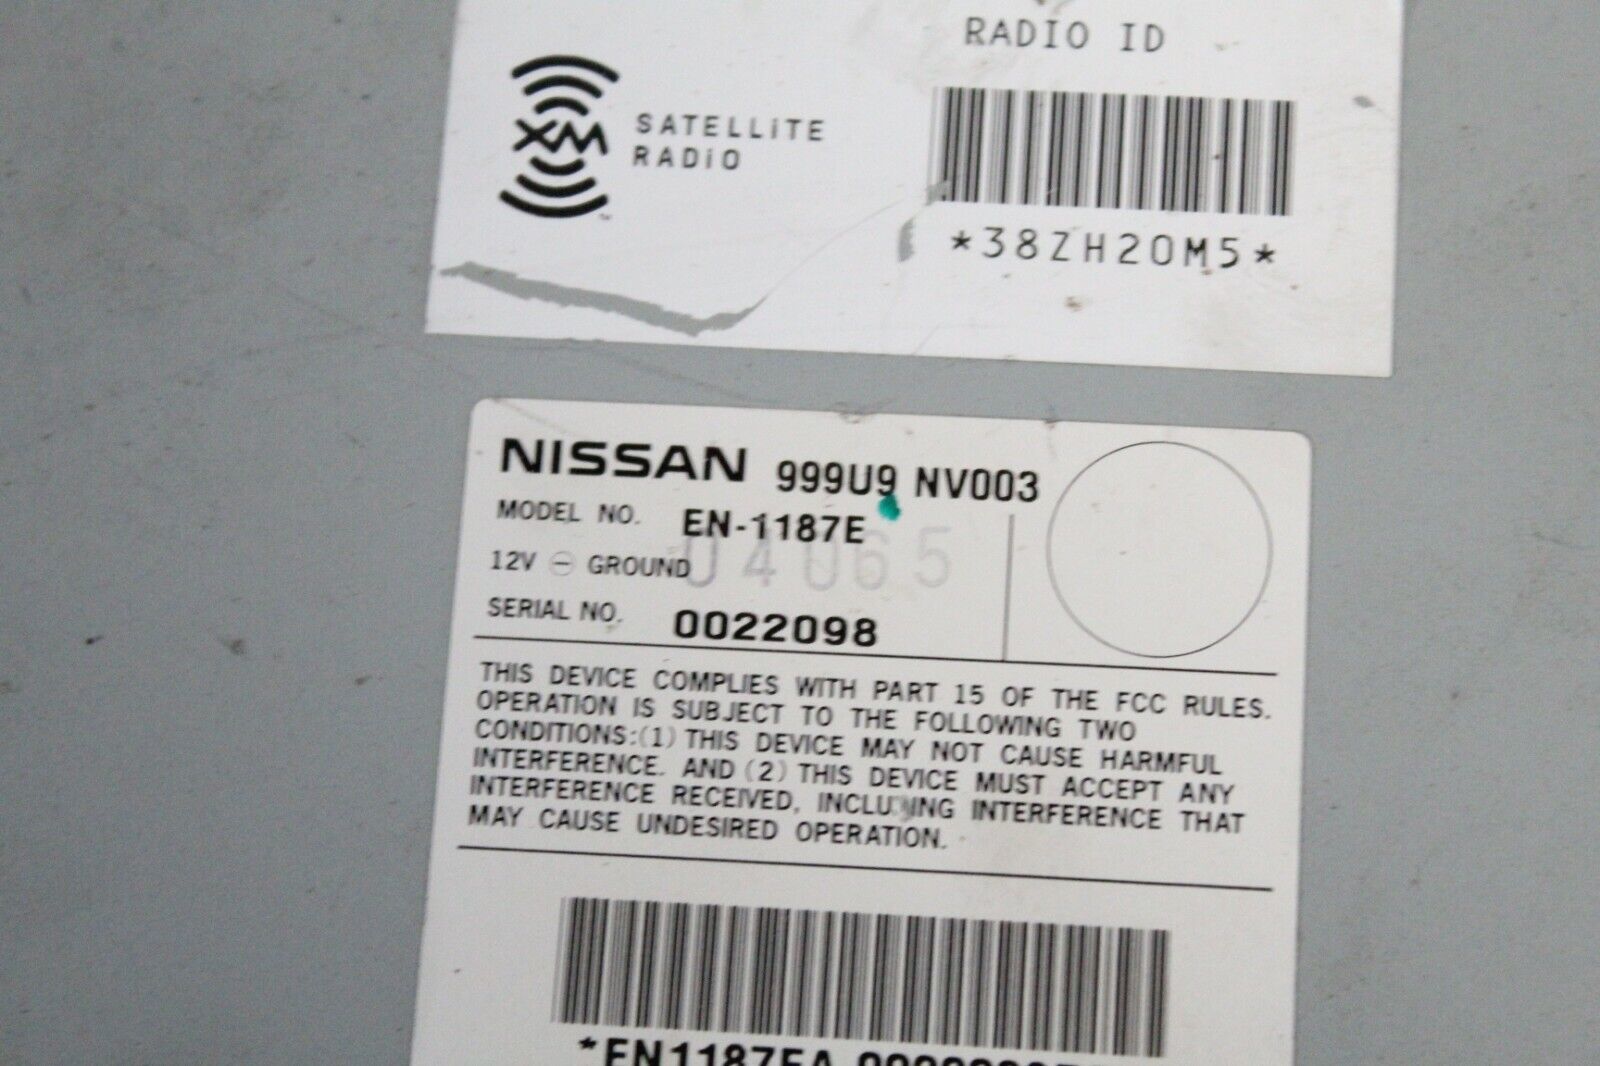 RADIO ID
XM SATELLiTE
RADiO
*38ZH20M5*
NISSAN 999U9 NV003
MODEL NO. EN-1187E
04065
12V ⊖ GROUND
SERIAL NO. 0022098
THIS DEVICE COMPLIES WITH PART 15 OF THE FCC RULES.
OPERATION IS SUBJECT TO THE FOLLOWING TWO
CONDITIONS:(1) THIS DEVICE MAY NOT CAUSE HARMFUL
INTERFERENCE. AND (2) THIS DEVICE MUST ACCEPT ANY
INTERFERENCE RECEIVED, INCLUDING INTERFERENCE THAT
MAY CAUSE UNDESIRED OPERATION.
*EN1187EA